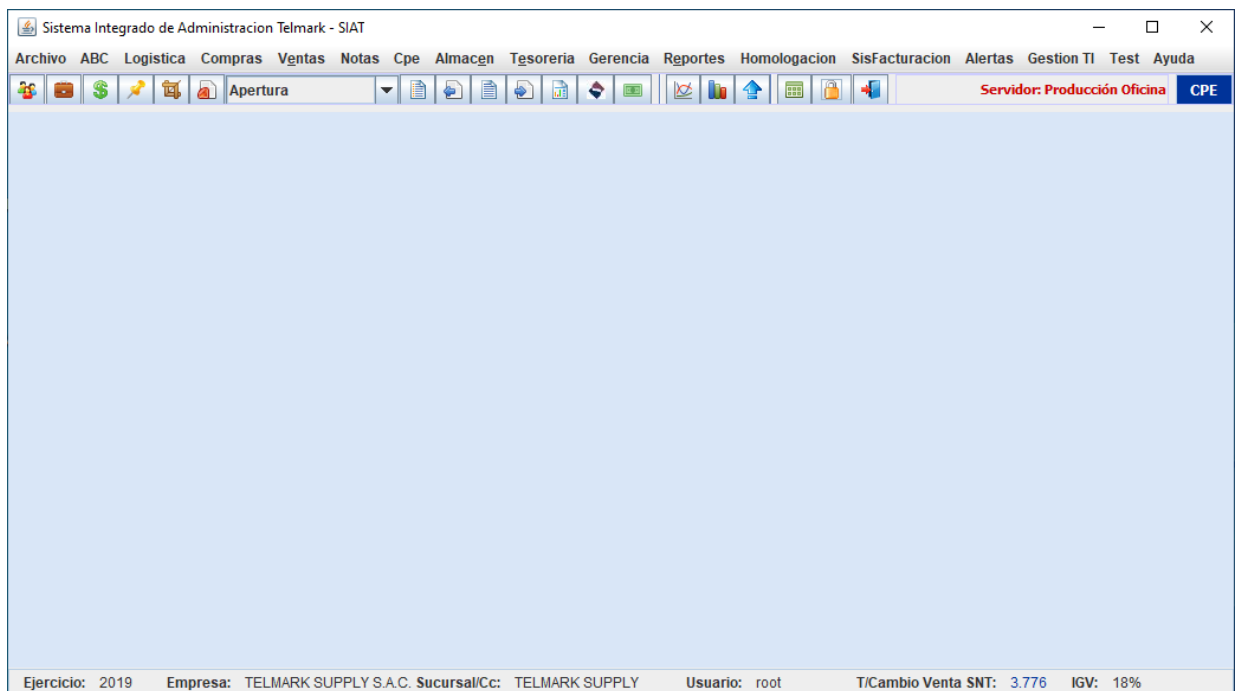 Sistema Integrado de Administracion Telmark - SIAT
Archivo ABC Logistica Compras Ventas Notas Cpe Almacen Tesoreria Gerencia Reportes Homologacion SisFacturacion Alertas Gestion TI Test Ayuda
Apertura Servidor: Producción Oficina CPE
Ejercicio: 2019 Empresa: TELMARK SUPPLY S.A.C. Sucursal/Cc: TELMARK SUPPLY Usuario: root T/Cambio Venta SNT: 3.776 IGV: 18%